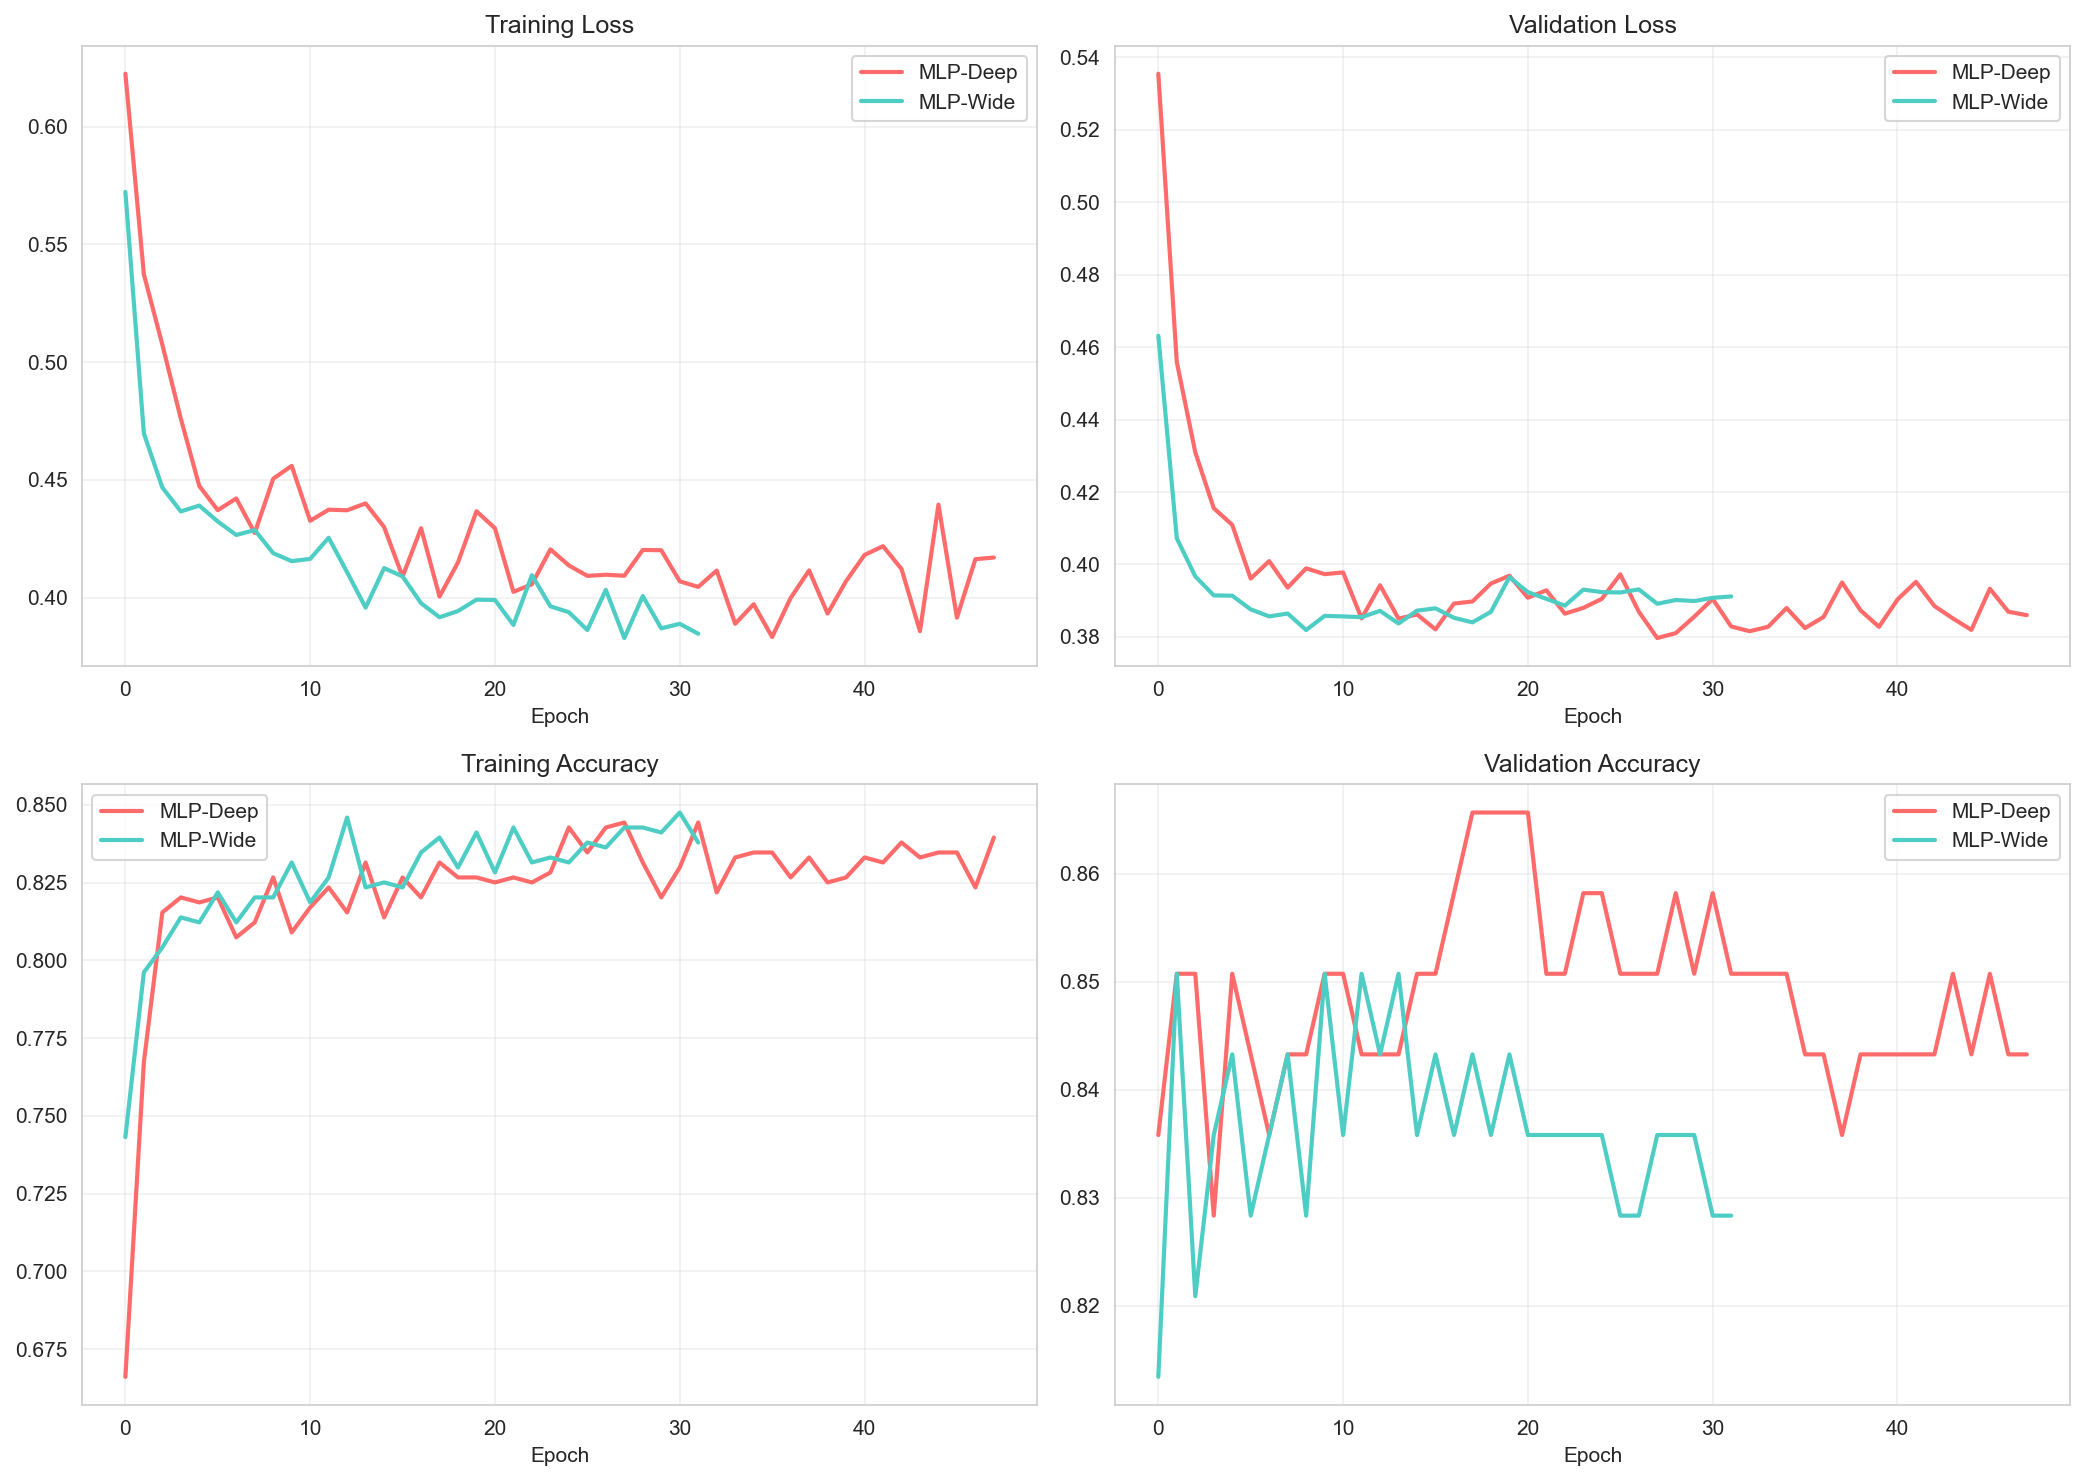 Training Loss
MLP-Deep
MLP-Wide
0.60
0.55
0.50
0.45
0.40
0 10 20 30 40
Epoch
Validation Loss
MLP-Deep
MLP-Wide
0.54
0.52
0.50
0.48
0.46
0.44
0.42
0.40
0.38
0 10 20 30 40
Epoch
Training Accuracy
MLP-Deep
MLP-Wide
0.850
0.825
0.800
0.775
0.750
0.725
0.700
0.675
0 10 20 30 40
Epoch
Validation Accuracy
MLP-Deep
MLP-Wide
0.86
0.85
0.84
0.83
0.82
0 10 20 30 40
Epoch